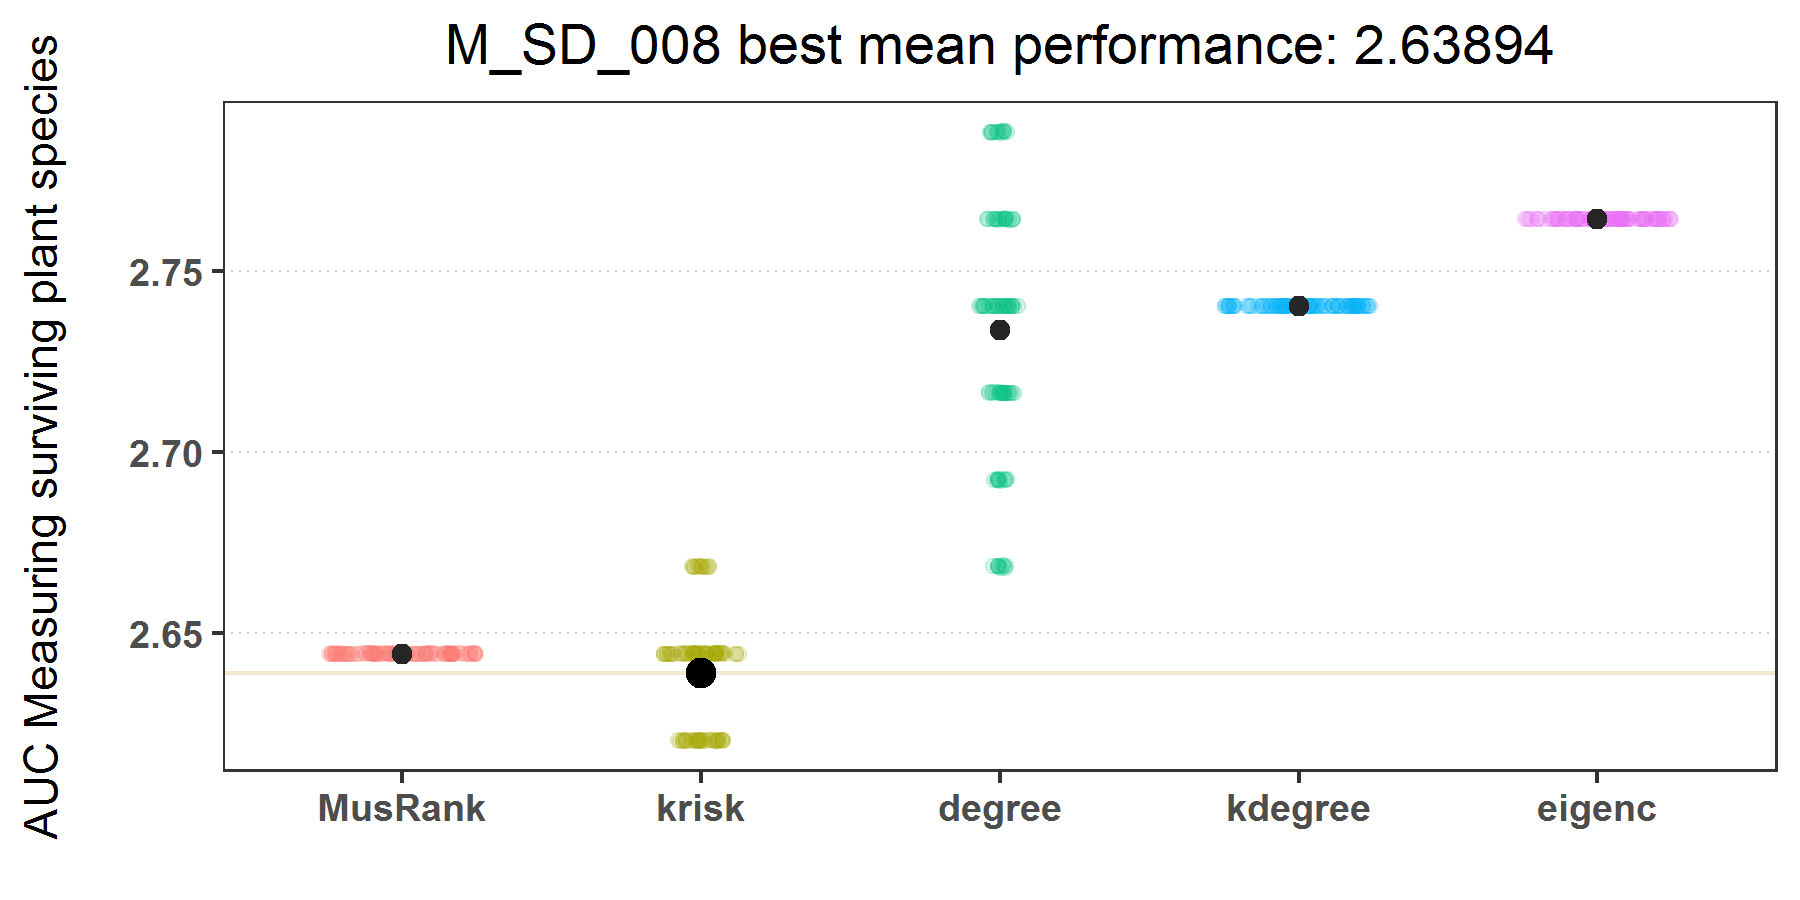 M_SD_008 best mean performance: 2.63894
AUC Measuring surviving plant species
2.75
2.70
2.65
MusRank krisk degree kdegree eigenc